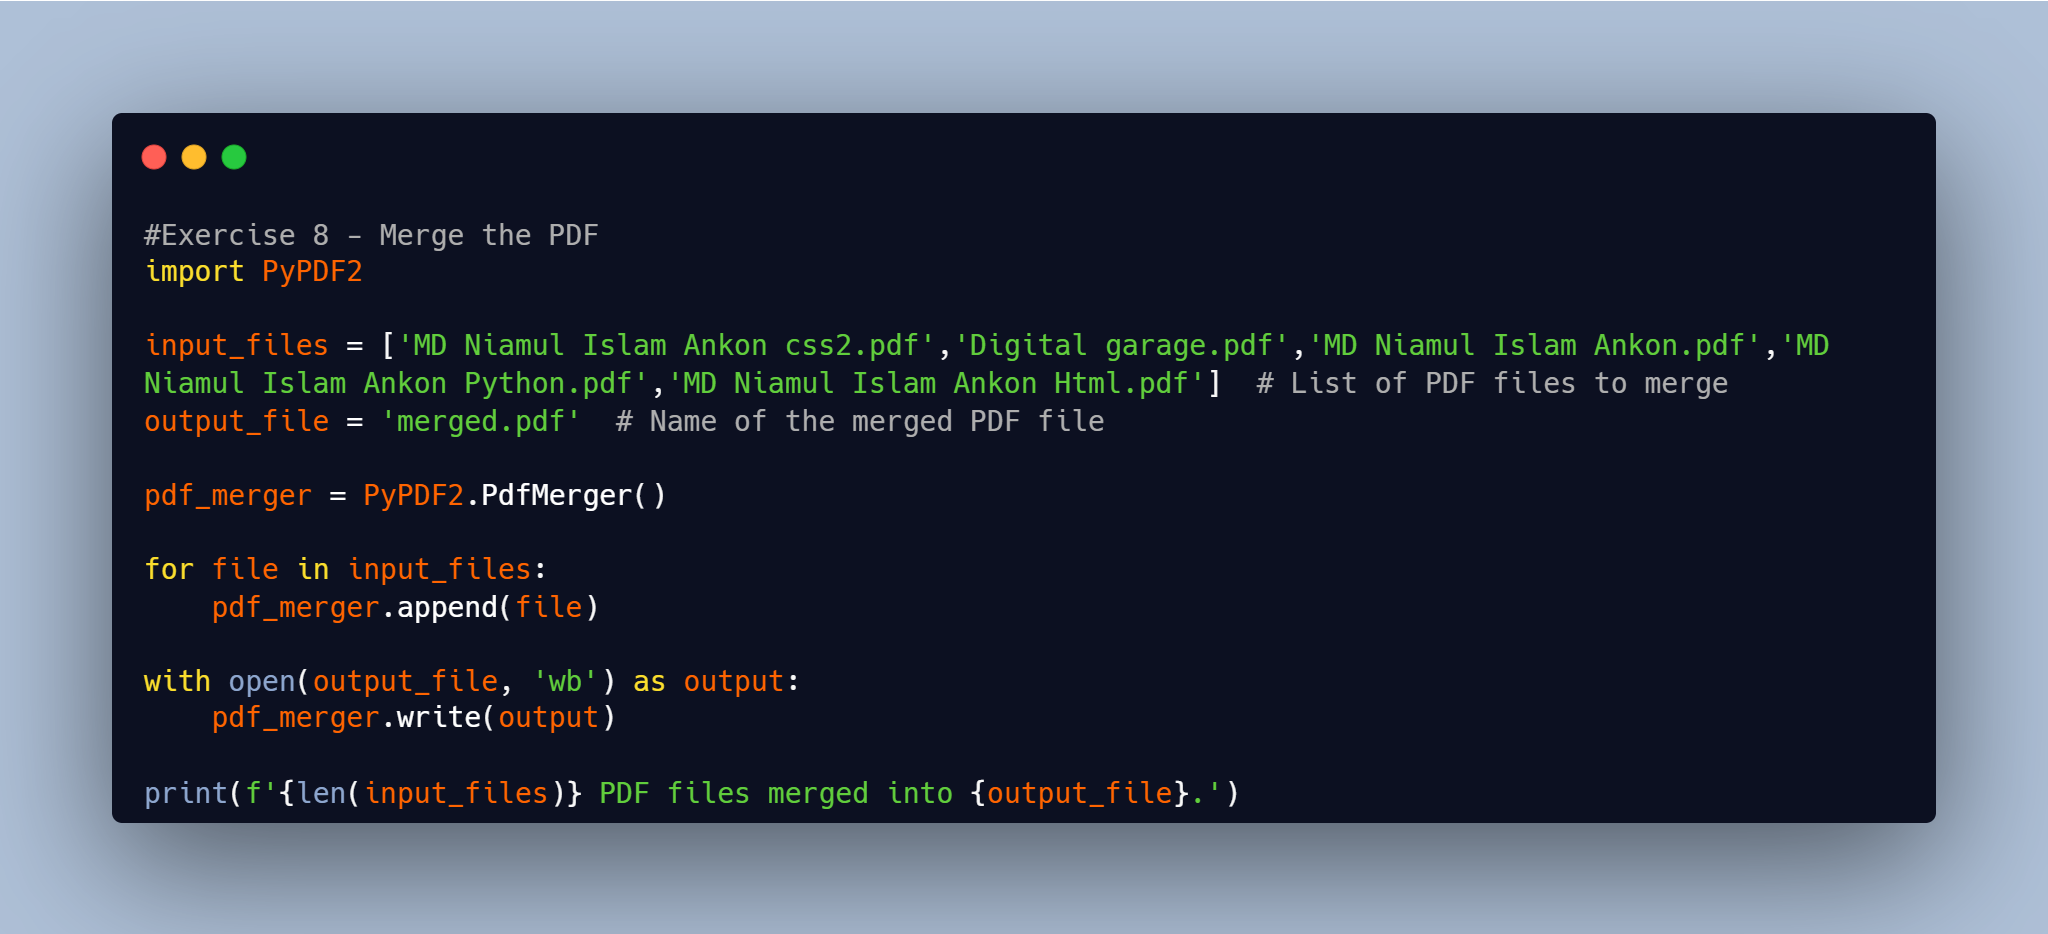 #Exercise 8 - Merge the PDF
import PyPDF2
input_files = ['MD Niamul Islam Ankon css2.pdf','Digital garage.pdf','MD Niamul Islam Ankon.pdf','MD
Niamul Islam Ankon Python.pdf','MD Niamul Islam Ankon Html.pdf']  # List of PDF files to merge
output_file = 'merged.pdf'  # Name of the merged PDF file
pdf_merger = PyPDF2.PdfMerger()
for file in input_files:
    pdf_merger.append(file)
with open(output_file, 'wb') as output:
    pdf_merger.write(output)
print(f'{len(input_files)} PDF files merged into {output_file}.')